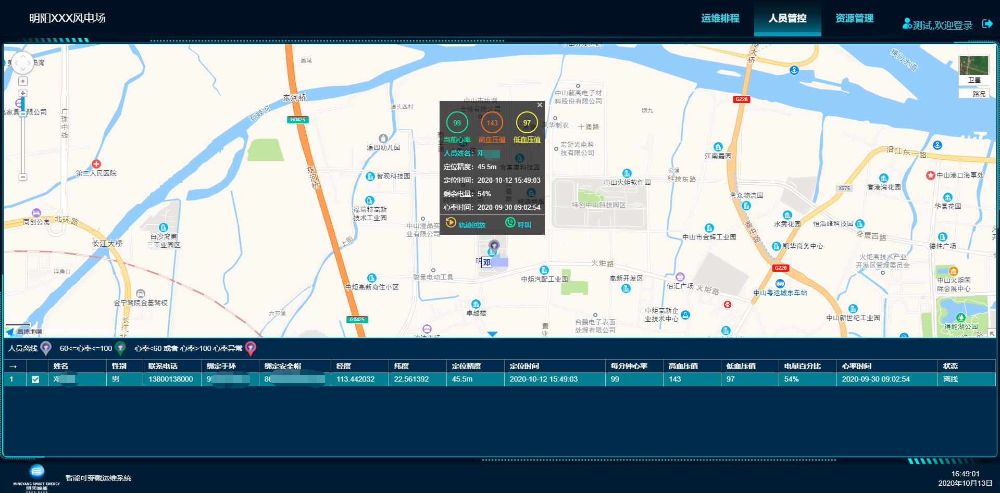 明阳XXX风电场
运维排程
人员管控
资源管理
测试,欢迎登录
昌尾
东河桥
石岐河
濠头四村
G0425
广珠中线
第二人民医院
濠四幼儿园
智观科技园
东河桥
福瑞特高新
技术工业园
中山澄品实
业有限公司
同创公寓
北环路
长江大桥
白沙湾第
三工业园区
上街
洋角口
金宁驾院金基驾校
中炬高新商住小区
骏景电动工具
六节涌
G0425
卓越楼
高德地图
中山市协调
仓储有限公司
中山新高电子材
料股份有限公司
风华制衣
十涌路
宏钜光电科
技有限公司
顷九
99
143
97
当前心率
高血压值
低血压值
人员姓名: 邓
定位精度: 45.5m
定位时间: 2020-10-12 15:49:03
剩余电量: 54%
心率时间: 2020-09-30 09:02:54
轨迹回放
呼叫
金富康科技园
桃源明居
凤凰路
邓
中山火炬软件园
公涌
科技东路
纬创中山科技园区
火炬路
中炬汽配工业园
高新开发区
佰汇广场
火炬路
台鹏电子表面
处理有限公司
置业
中炬高新企
业技术中心
横门水道
G228
卫星
路况
江南嘉园
沿江东一路
中山港口海事处
誉港湾花园
X575
华景花园
粤众物流园
水秀花园
恒浩峰科技园
会展西路
德仲广场
番中路
中山市金辉工业园
凯华商务中心
G228
火炬高技术产业
开发区管理委员会
中山粤运城东车站
中山火炬国
际会展中心
中山新世纪工业园
得能湖公园
人员离线
60<=心率<=100
心率<60 或者 心率>100 心率异常
→ 姓名 性别 联系电话 绑定手环 绑定安全帽 经度 纬度 定位精度 定位时间 每分钟心率 高血压值 低血压值 电量百分比 心率时间 状态
1 邓 男 13800138000 113.442032 22.561392 45.5m 2020-10-12 15:49:03 99 143 97 54% 2020-09-30 09:02:54 离线
MINGYANG SMART ENERGY
明阳智能
智能可穿戴运维系统
16:49:01
2020年10月13日